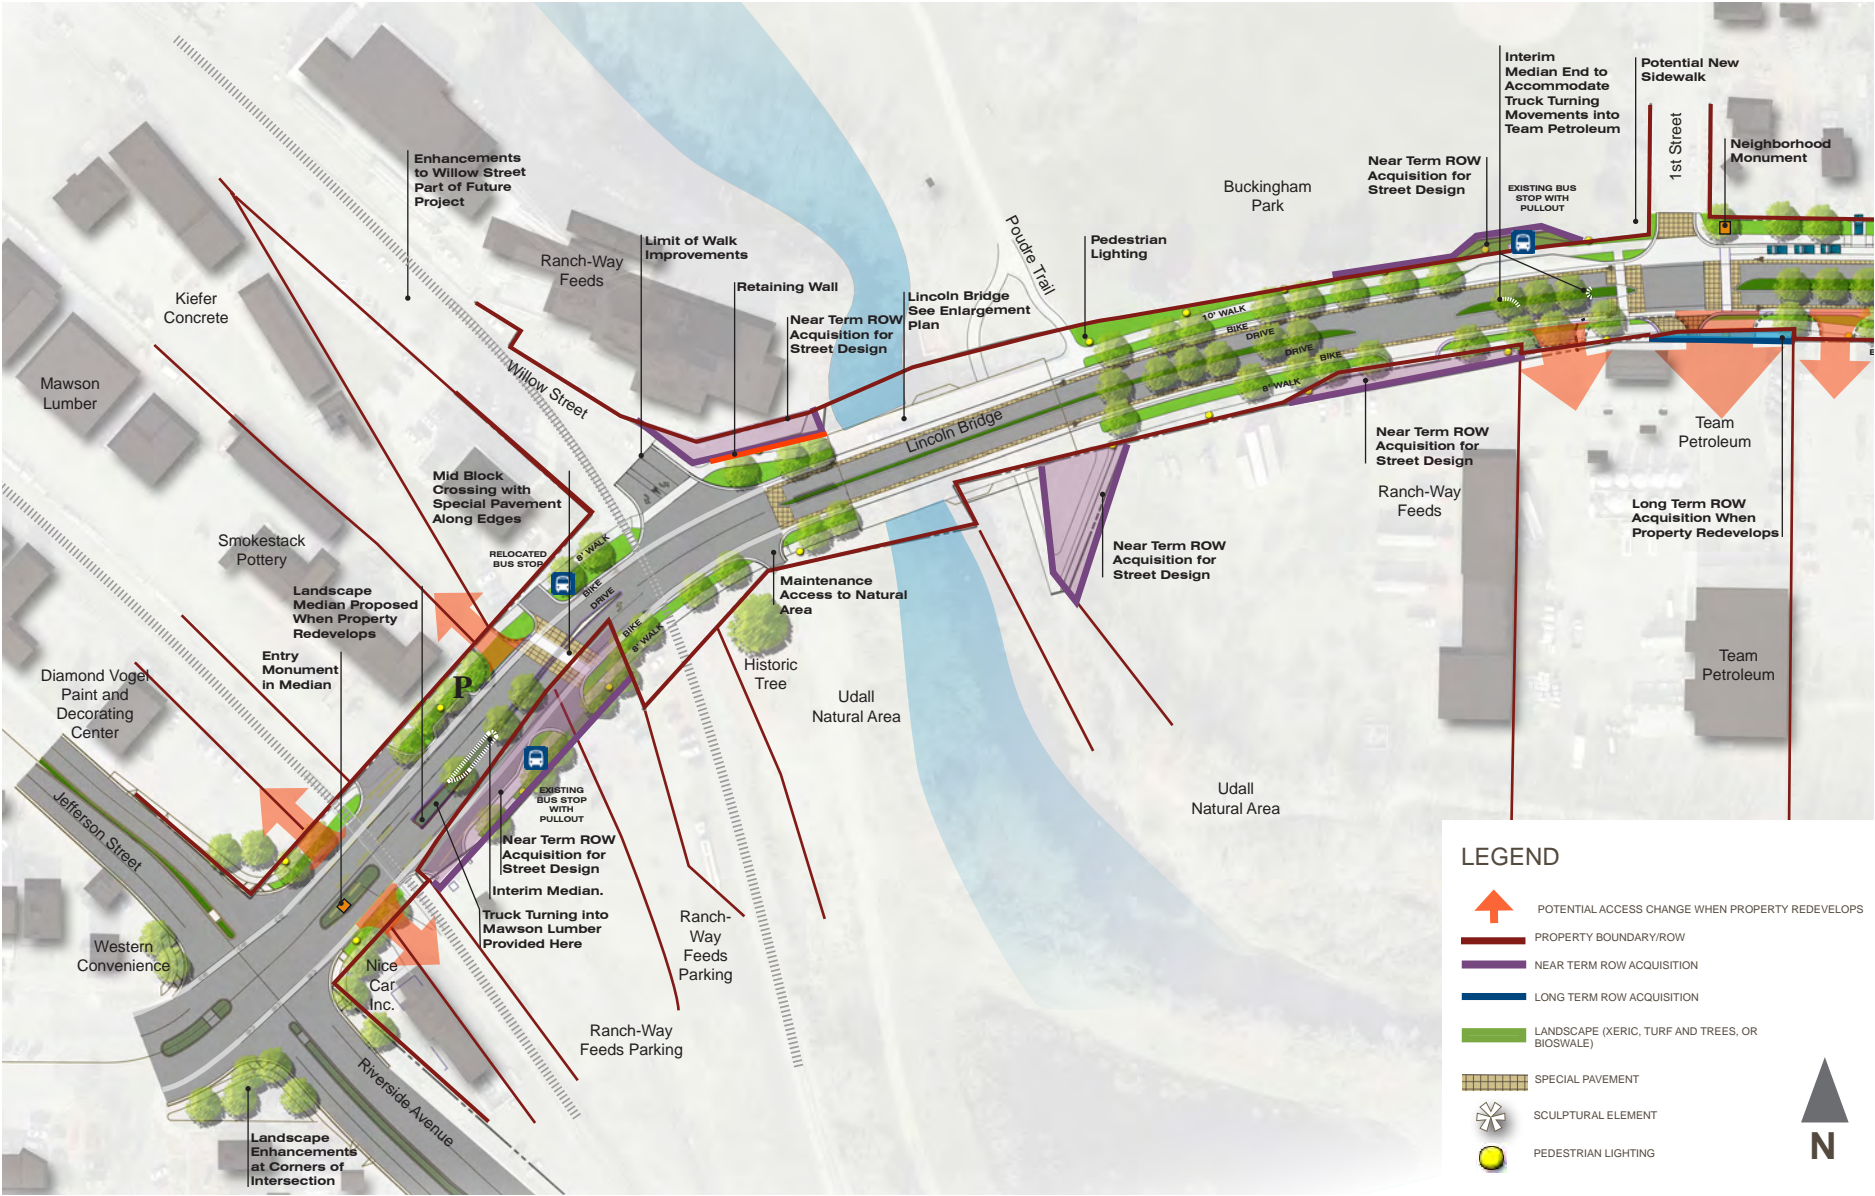 Enhancements
to Willow Street
Part of Future
Project
Kiefer
Concrete
Mawson
Lumber
Smokestack
Pottery
Diamond Vogel
Paint and
Decorating
Center
Ranch-Way
Feeds
Willow Street
Limit of Walk
Improvements
Retaining Wall
Near Term ROW
Acquisition for
Street Design
Lincoln Bridge
See Enlargement
Plan
Poudre Trail
Pedestrian
Lighting
Buckingham
Park
Near Term ROW
Acquisition for
Street Design
EXISTING BUS
STOP WITH
PULLOUT
Interim
Median End to
Accommodate
Truck Turning
Movements into
Team Petroleum
Potential New
Sidewalk
1st Street
Neighborhood
Monument
10' WALK
BIKE
DRIVE
DRIVE
BIKE
8' WALK
Lincoln Bridge
Mid Block
Crossing with
Special Pavement
Along Edges
RELOCATED
BUS STOP
8' WALK
BIKE
DRIVE
BIKE
8' WALK
Landscape
Median Proposed
When Property
Redevelops
Entry
Monument
in Median
P
Maintenance
Access to Natural
Area
Historic
Tree
Udall
Natural Area
Near Term ROW
Acquisition for
Street Design
Near Term ROW
Acquisition for
Street Design
Ranch-Way
Feeds
Team
Petroleum
Long Term ROW
Acquisition When
Property Redevelops
Team
Petroleum
Udall
Natural Area
EXISTING
BUS STOP
WITH
PULLOUT
Near Term ROW
Acquisition for
Street Design
Interim Median.
Truck Turning into
Mawson Lumber
Provided Here
Jefferson Street
Western
Convenience
Nice
Car
Inc.
Ranch-
Way
Feeds
Parking
Ranch-Way
Feeds Parking
Riverside Avenue
Landscape
Enhancements
at Corners of
Intersection
LEGEND
POTENTIAL ACCESS CHANGE WHEN PROPERTY REDEVELOPS
PROPERTY BOUNDARY/ROW
NEAR TERM ROW ACQUISITION
LONG TERM ROW ACQUISITION
LANDSCAPE (XERIC, TURF AND TREES, OR
BIOSWALE)
SPECIAL PAVEMENT
SCULPTURAL ELEMENT
PEDESTRIAN LIGHTING
N